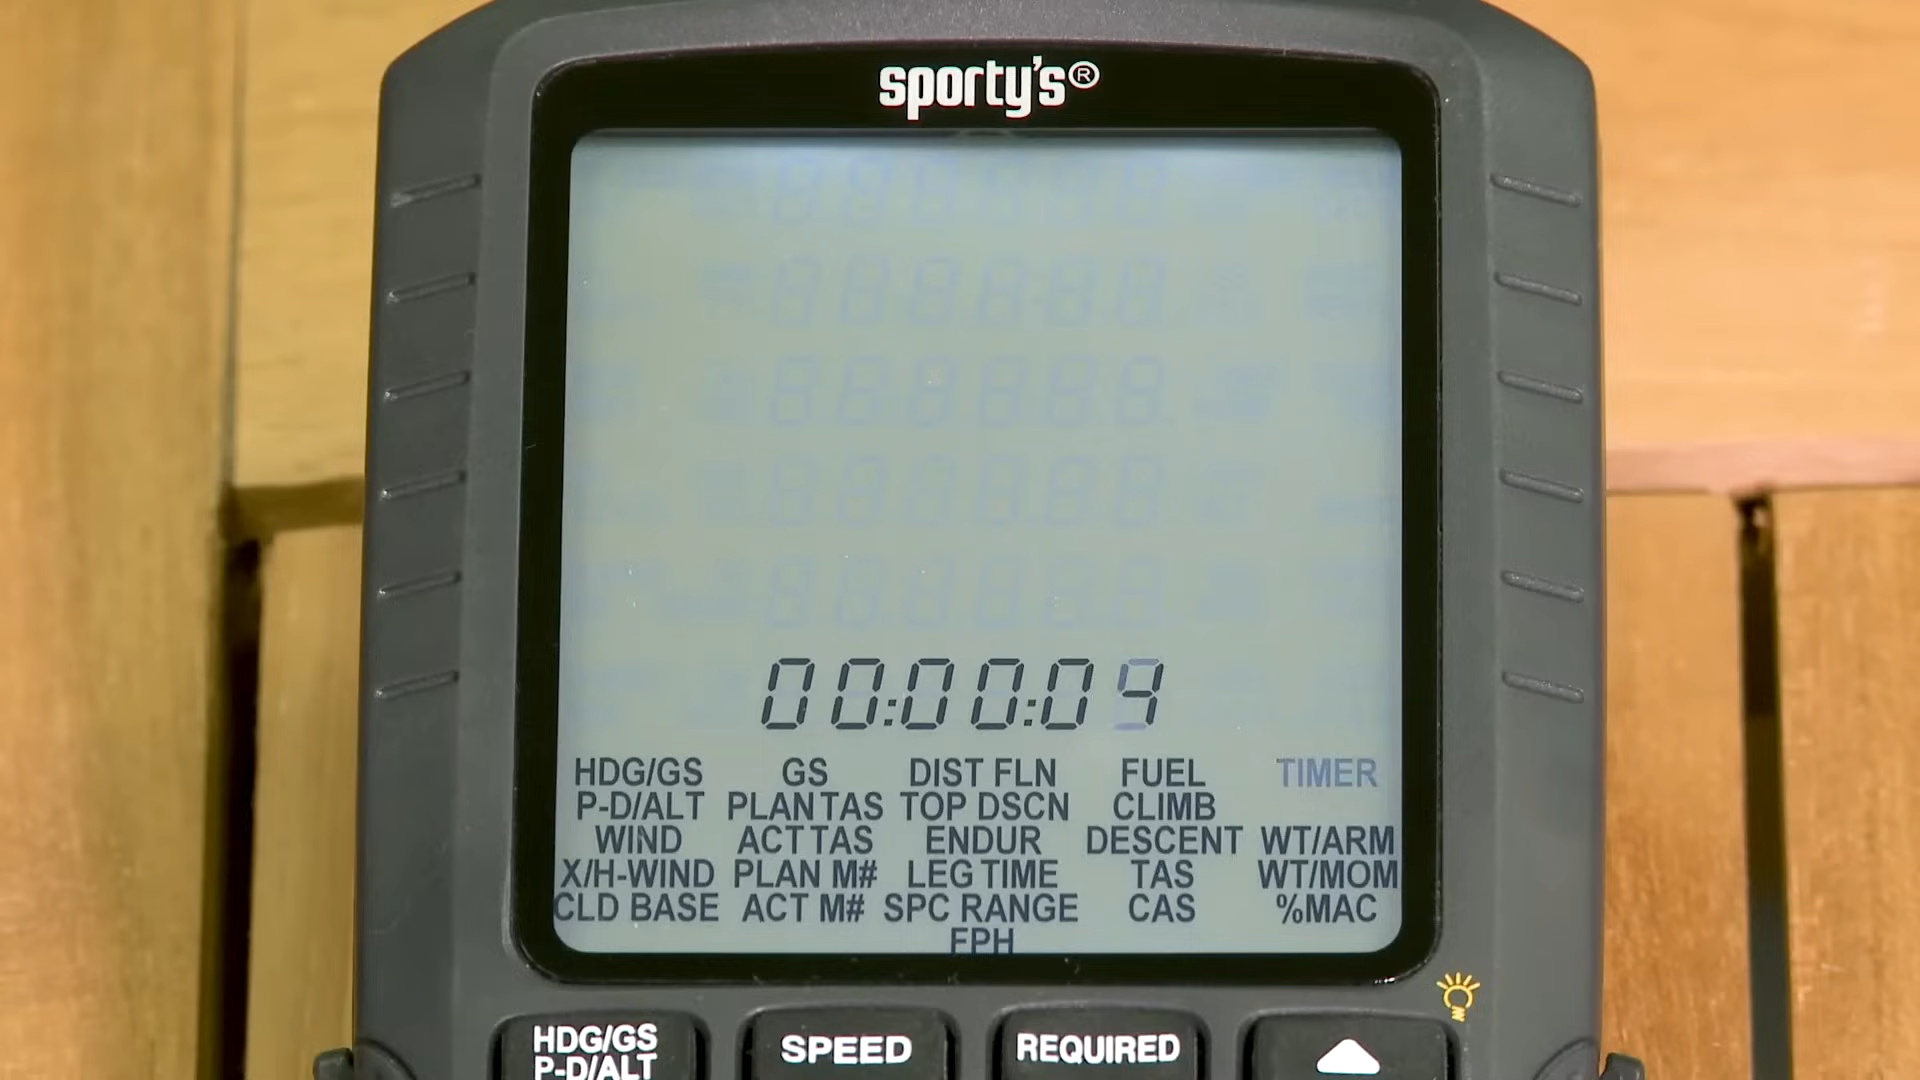 sporty's®
00:00:04
HDG/GS GS DIST FLN FUEL TIMER
P-D/ALT PLAN TAS TOP DSCN CLIMB
WIND ACT TAS ENDUR DESCENT WT/ARM
X/H-WIND PLAN M# LEG TIME TAS WT/MOM
CLD BASE ACT M# SPC RANGE CAS %MAC
FPH
HDG/GS
P-D/ALT
SPEED
REQUIRED